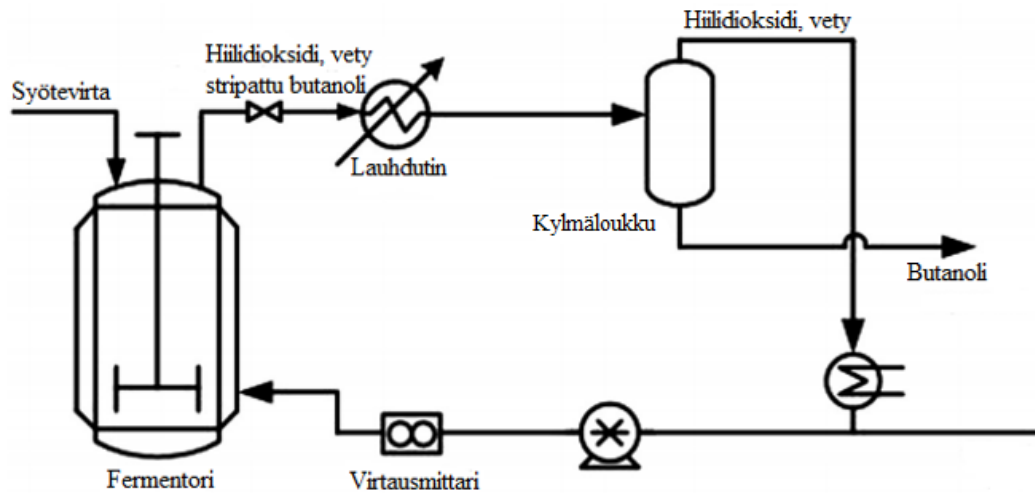 Hiilidioksidi, vety
Hiilidioksidi, vety
stripattu butanoli
Syötevirta
Lauhdutin
Kylmäloukku
Butanoli
Fermentori
Virtausmittari